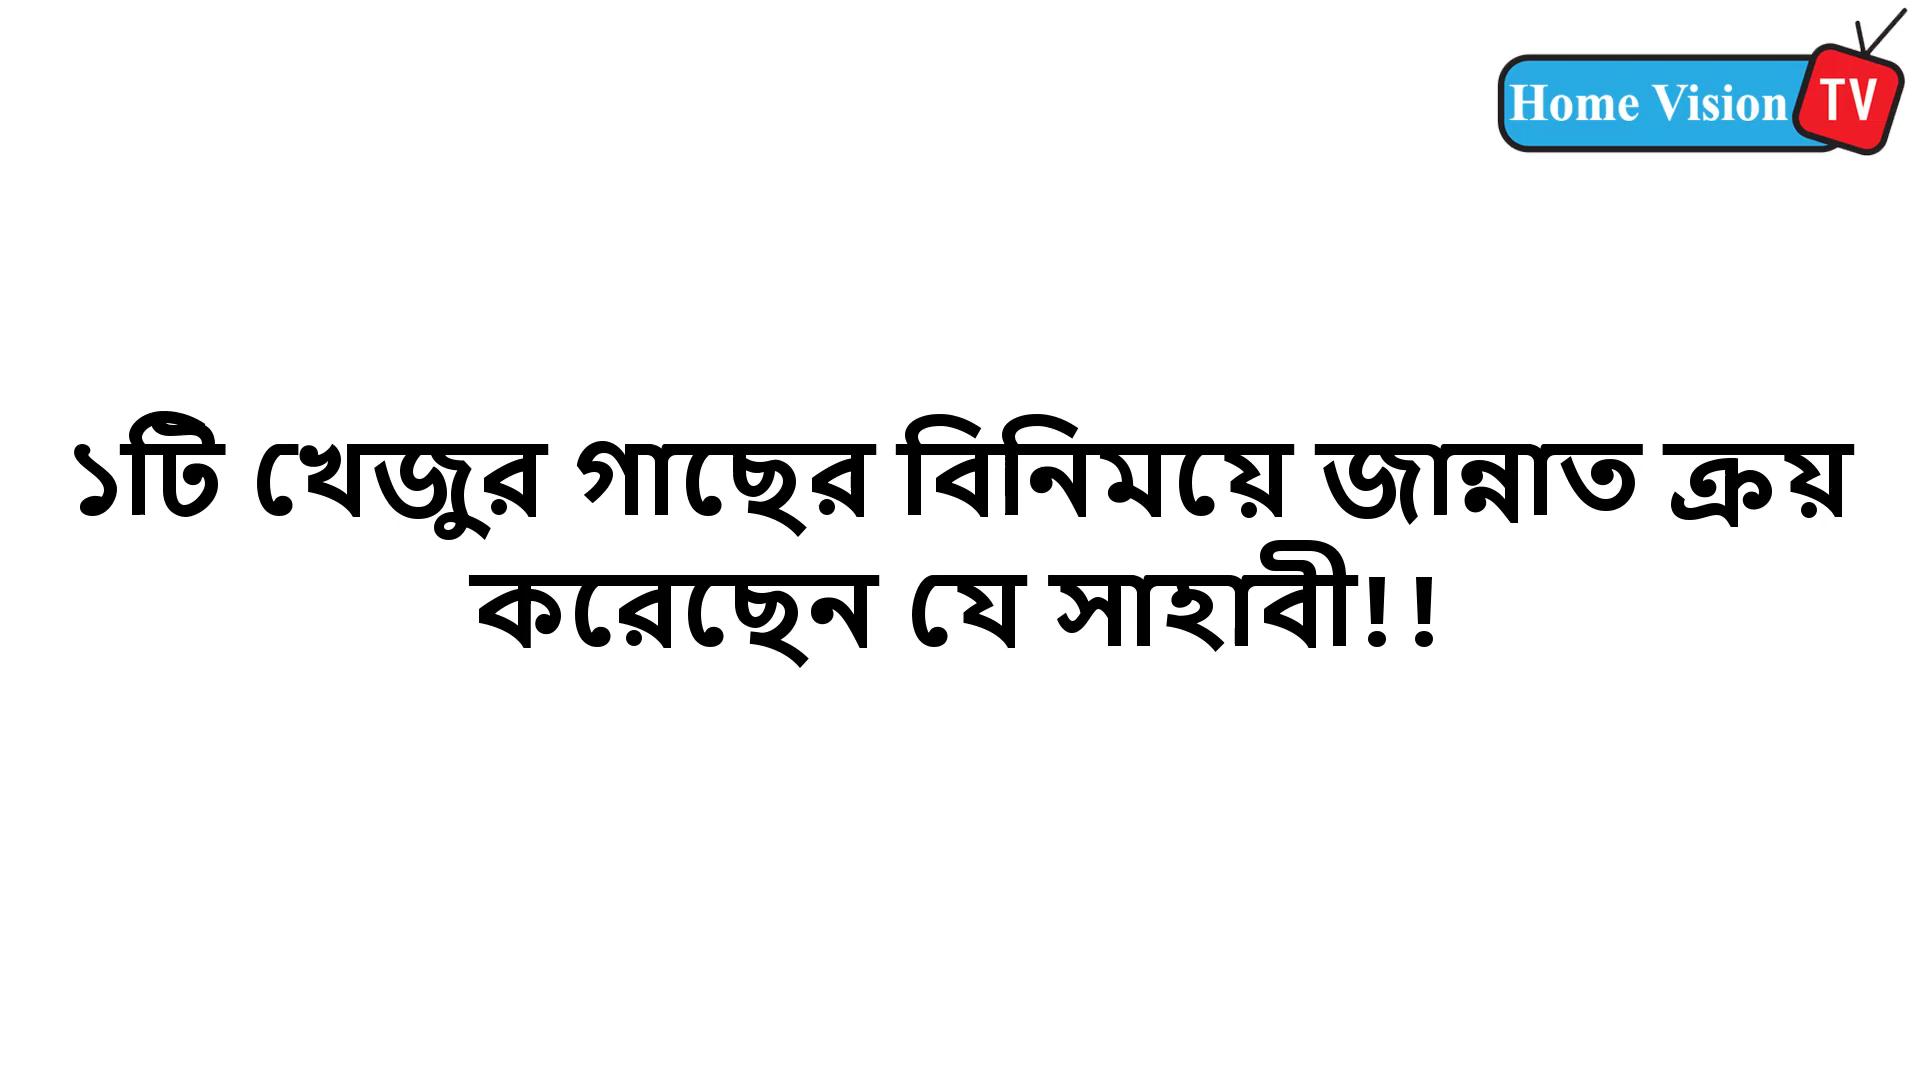 Home Vision TV
১টি খেজুর গাছের বিনিময়ে জান্নাত ক্রয়
করেছেন যে সাহাবী!!